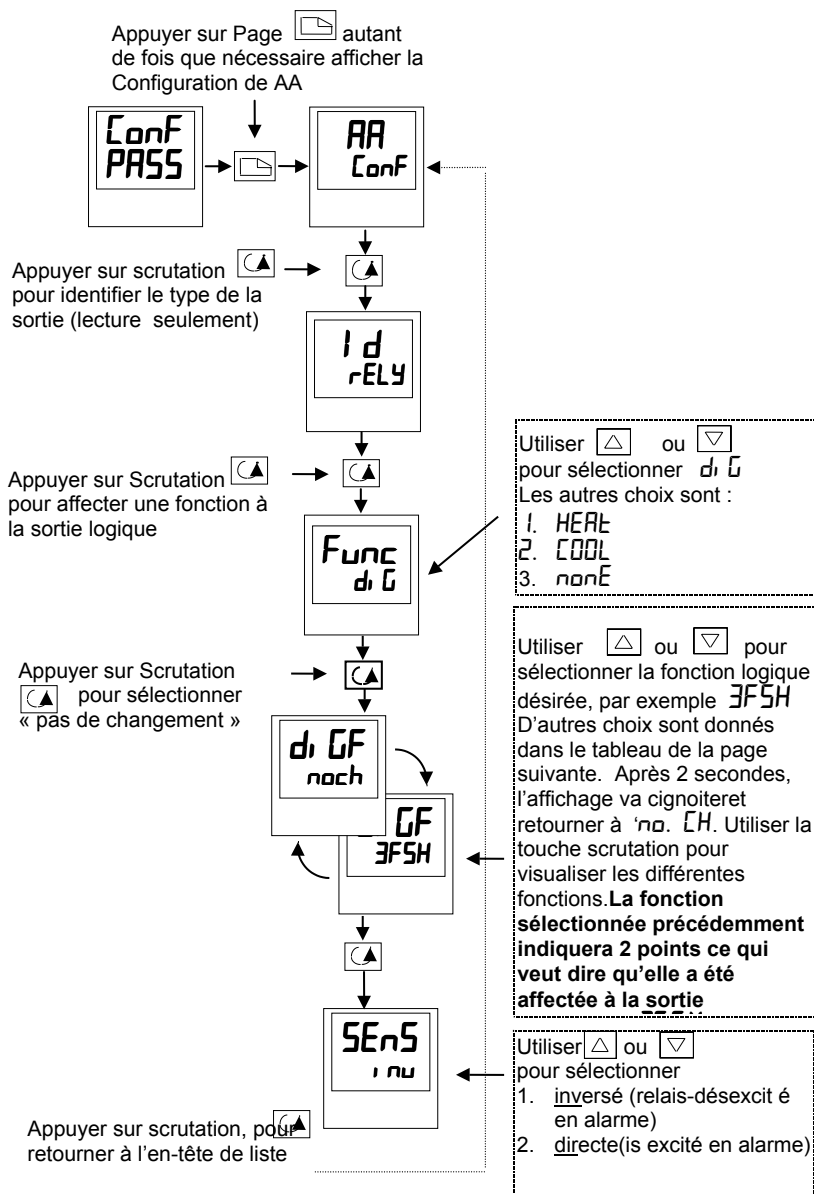 Appuyer sur Page autant
de fois que nécessaire afficher la
Configuration de AA
ConF
PASS
AA
ConF
Appuyer sur scrutation
pour identifier le type de la
sortie (lecture seulement)
Id
rELY
Appuyer sur Scrutation
pour affecter une fonction à
la sortie logique
Func
diG
Utiliser ou
pour sélectionner diG
Les autres choix sont :
1. HEAt
2. COOL
3. nonE
Appuyer sur Scrutation
pour sélectionner
« pas de changement »
diGF
noch
GF
3FSH
Utiliser ou pour
sélectionner la fonction logique
désirée, par exemple 3FSH
D'autres choix sont donnés
dans le tableau de la page
suivante. Après 2 secondes,
l'affichage va cignoiteret
retourner à ‘no. CH. Utiliser la
touche scrutation pour
visualiser les différentes
fonctions.La fonction
sélectionnée précédemment
indiquera 2 points ce qui
veut dire qu'elle a été
affectée à la sortie
SEnS
inv
Utiliser ou
pour sélectionner
1. inversé (relais-désexcit é
en alarme)
2. directe(is excité en alarme)
Appuyer sur scrutation, pour
retourner à l'en-tête de liste